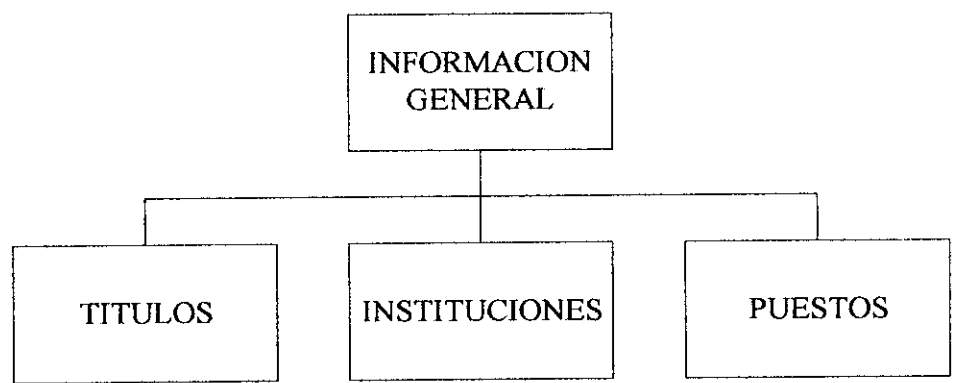 INFORMACION
GENERAL
TITULOS
INSTITUCIONES
PUESTOS